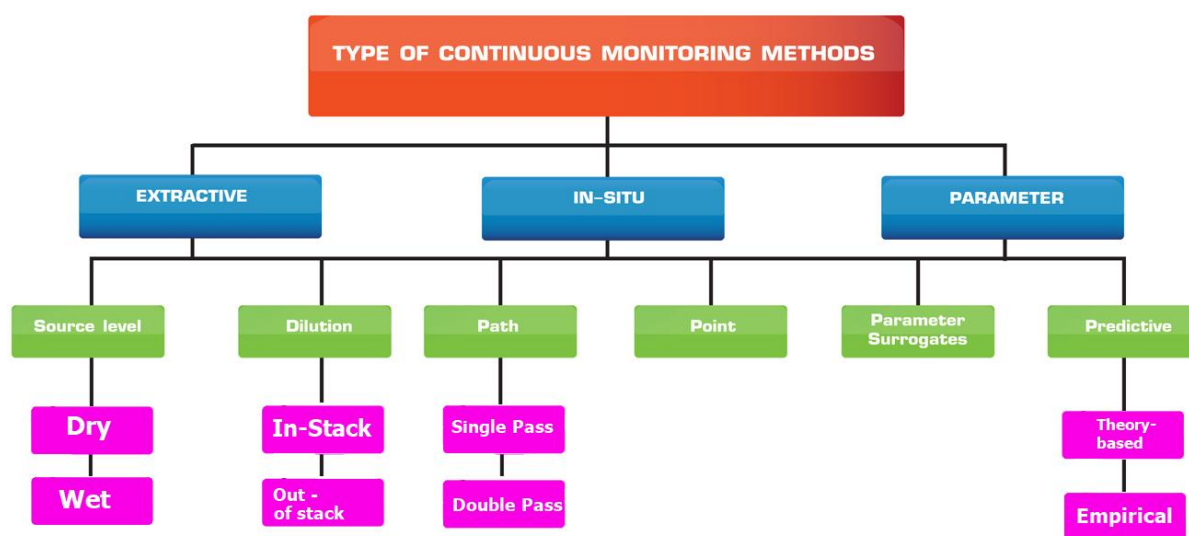 TYPE OF CONTINUOUS MONITORING METHODS
EXTRACTIVE
IN-SITU
PARAMETER
Source level
Dilution
Path
Point
Parameter
Surrogates
Predictive
Dry
In-Stack
Single Pass
Theory-
based
Wet
Out -
of stack
Double Pass
Empirical